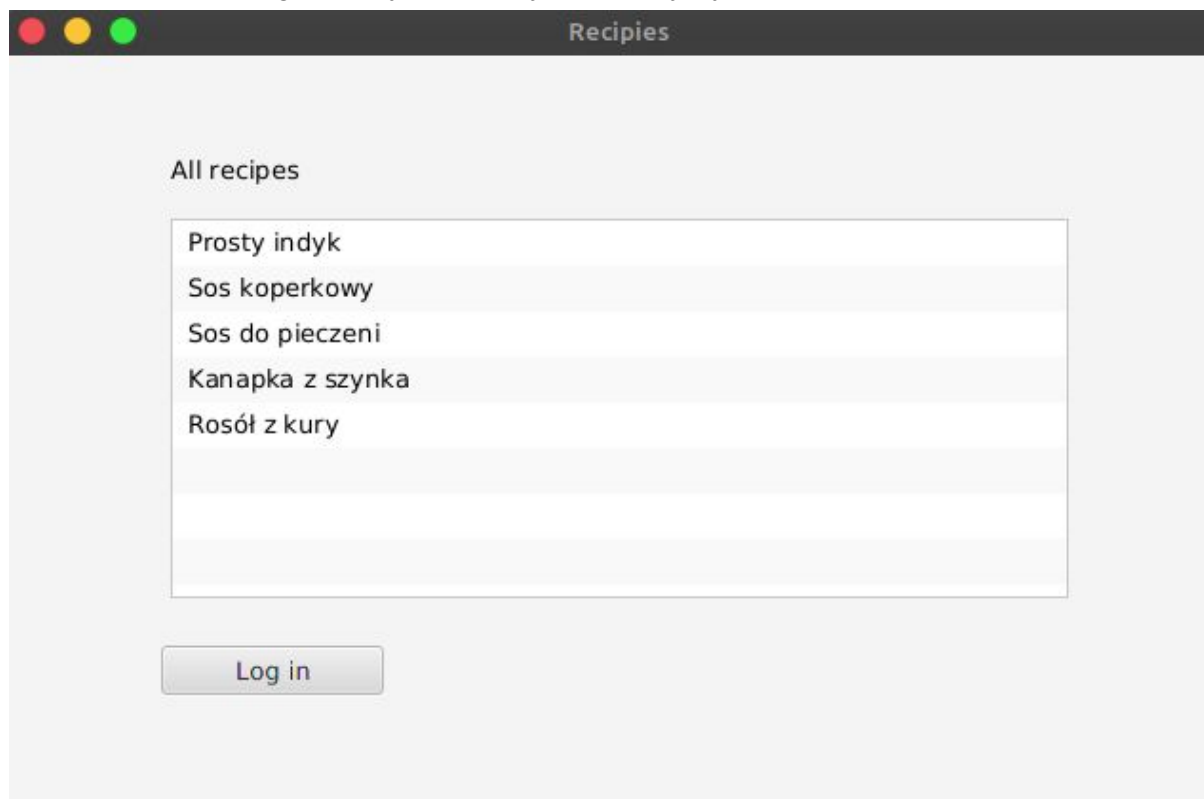 Recipies
All recipes
Prosty indyk
Sos koperkowy
Sos do pieczeni
Kanapka z szynka
Rosół z kury
Log in